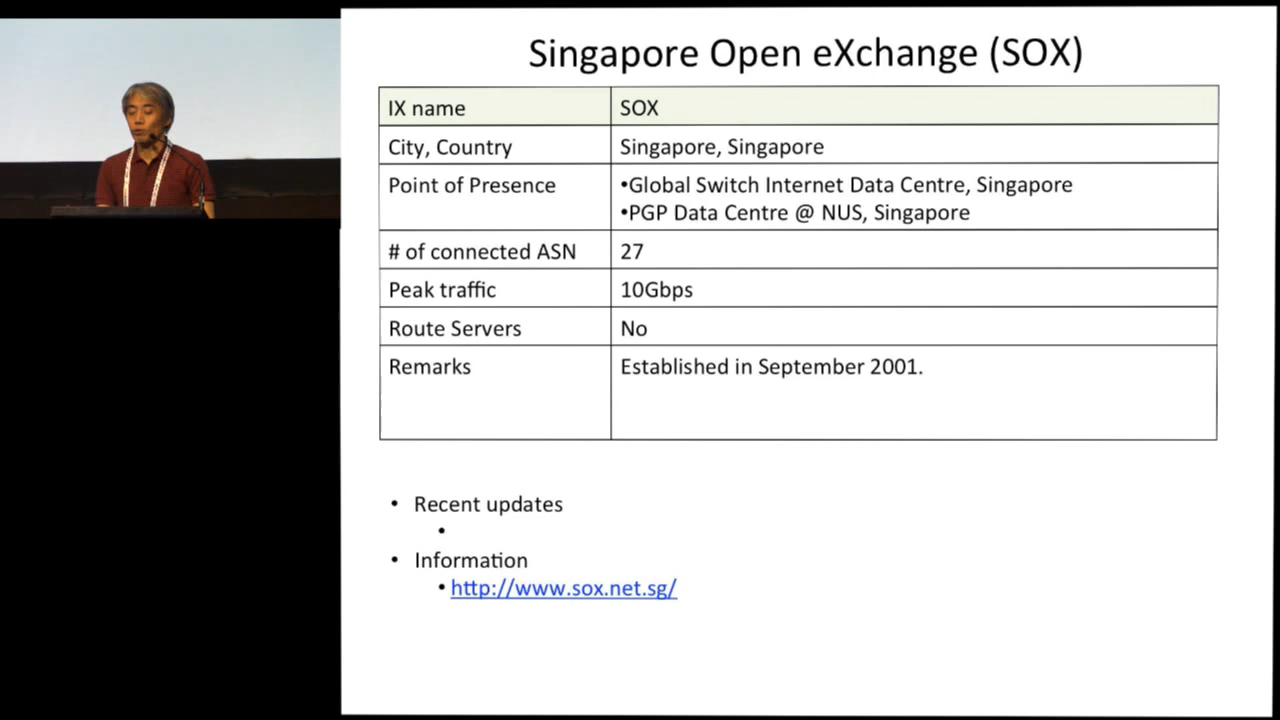 Singapore Open eXchange (SOX)
IX name SOX
City, Country Singapore, Singapore
Point of Presence •Global Switch Internet Data Centre, Singapore
•PGP Data Centre @ NUS, Singapore
# of connected ASN 27
Peak traffic 10Gbps
Route Servers No
Remarks Established in September 2001.
• Recent updates
•
• Information
• http://www.sox.net.sg/